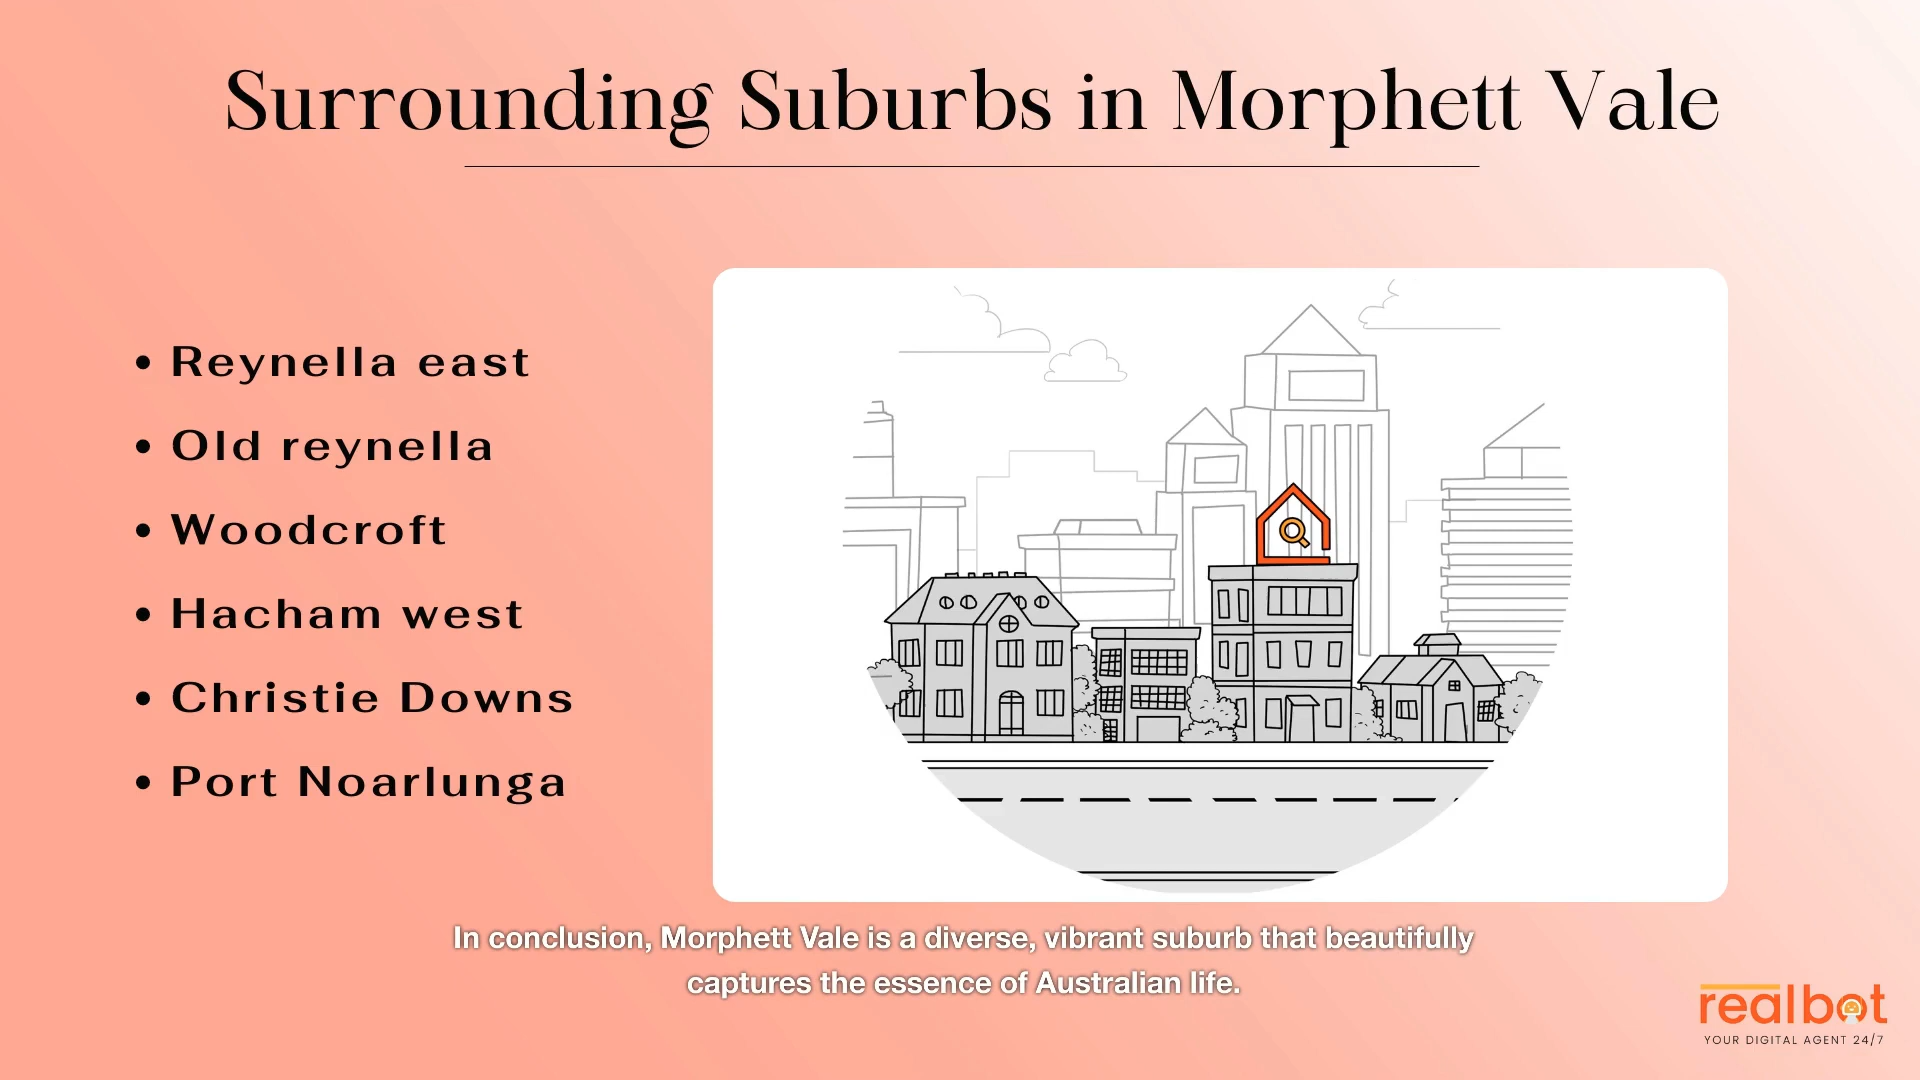 Surrounding Suburbs in Morphett Vale
• Reynella east
• Old reynella
• Woodcroft
• Hacham west
• Christie Downs
• Port Noarlunga
In conclusion, Morphett Vale is a diverse, vibrant suburb that beautifully
captures the essence of Australian life.
realbot
YOUR DIGITAL AGENT 24/7